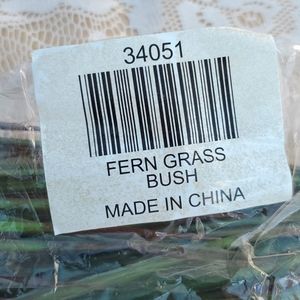 34051
FERN GRASS
BUSH
MADE IN CHINA